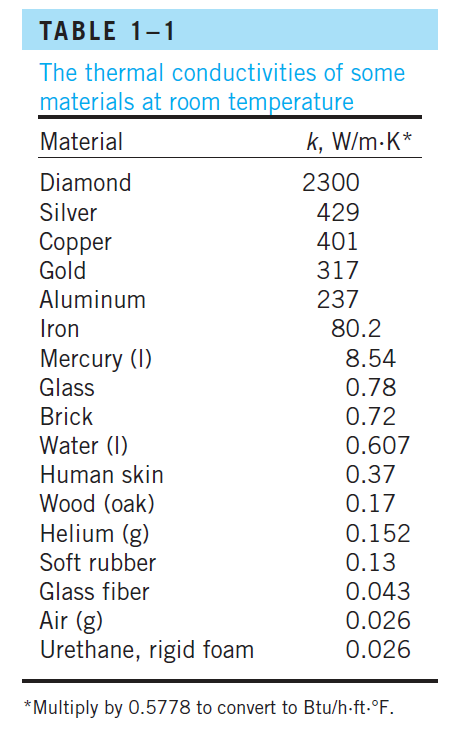 TABLE 1–1
The thermal conductivities of some
materials at room temperature
Material k, W/m·K*
Diamond 2300
Silver 429
Copper 401
Gold 317
Aluminum 237
Iron 80.2
Mercury (l) 8.54
Glass 0.78
Brick 0.72
Water (l) 0.607
Human skin 0.37
Wood (oak) 0.17
Helium (g) 0.152
Soft rubber 0.13
Glass fiber 0.043
Air (g) 0.026
Urethane, rigid foam 0.026
*Multiply by 0.5778 to convert to Btu/h·ft·°F.